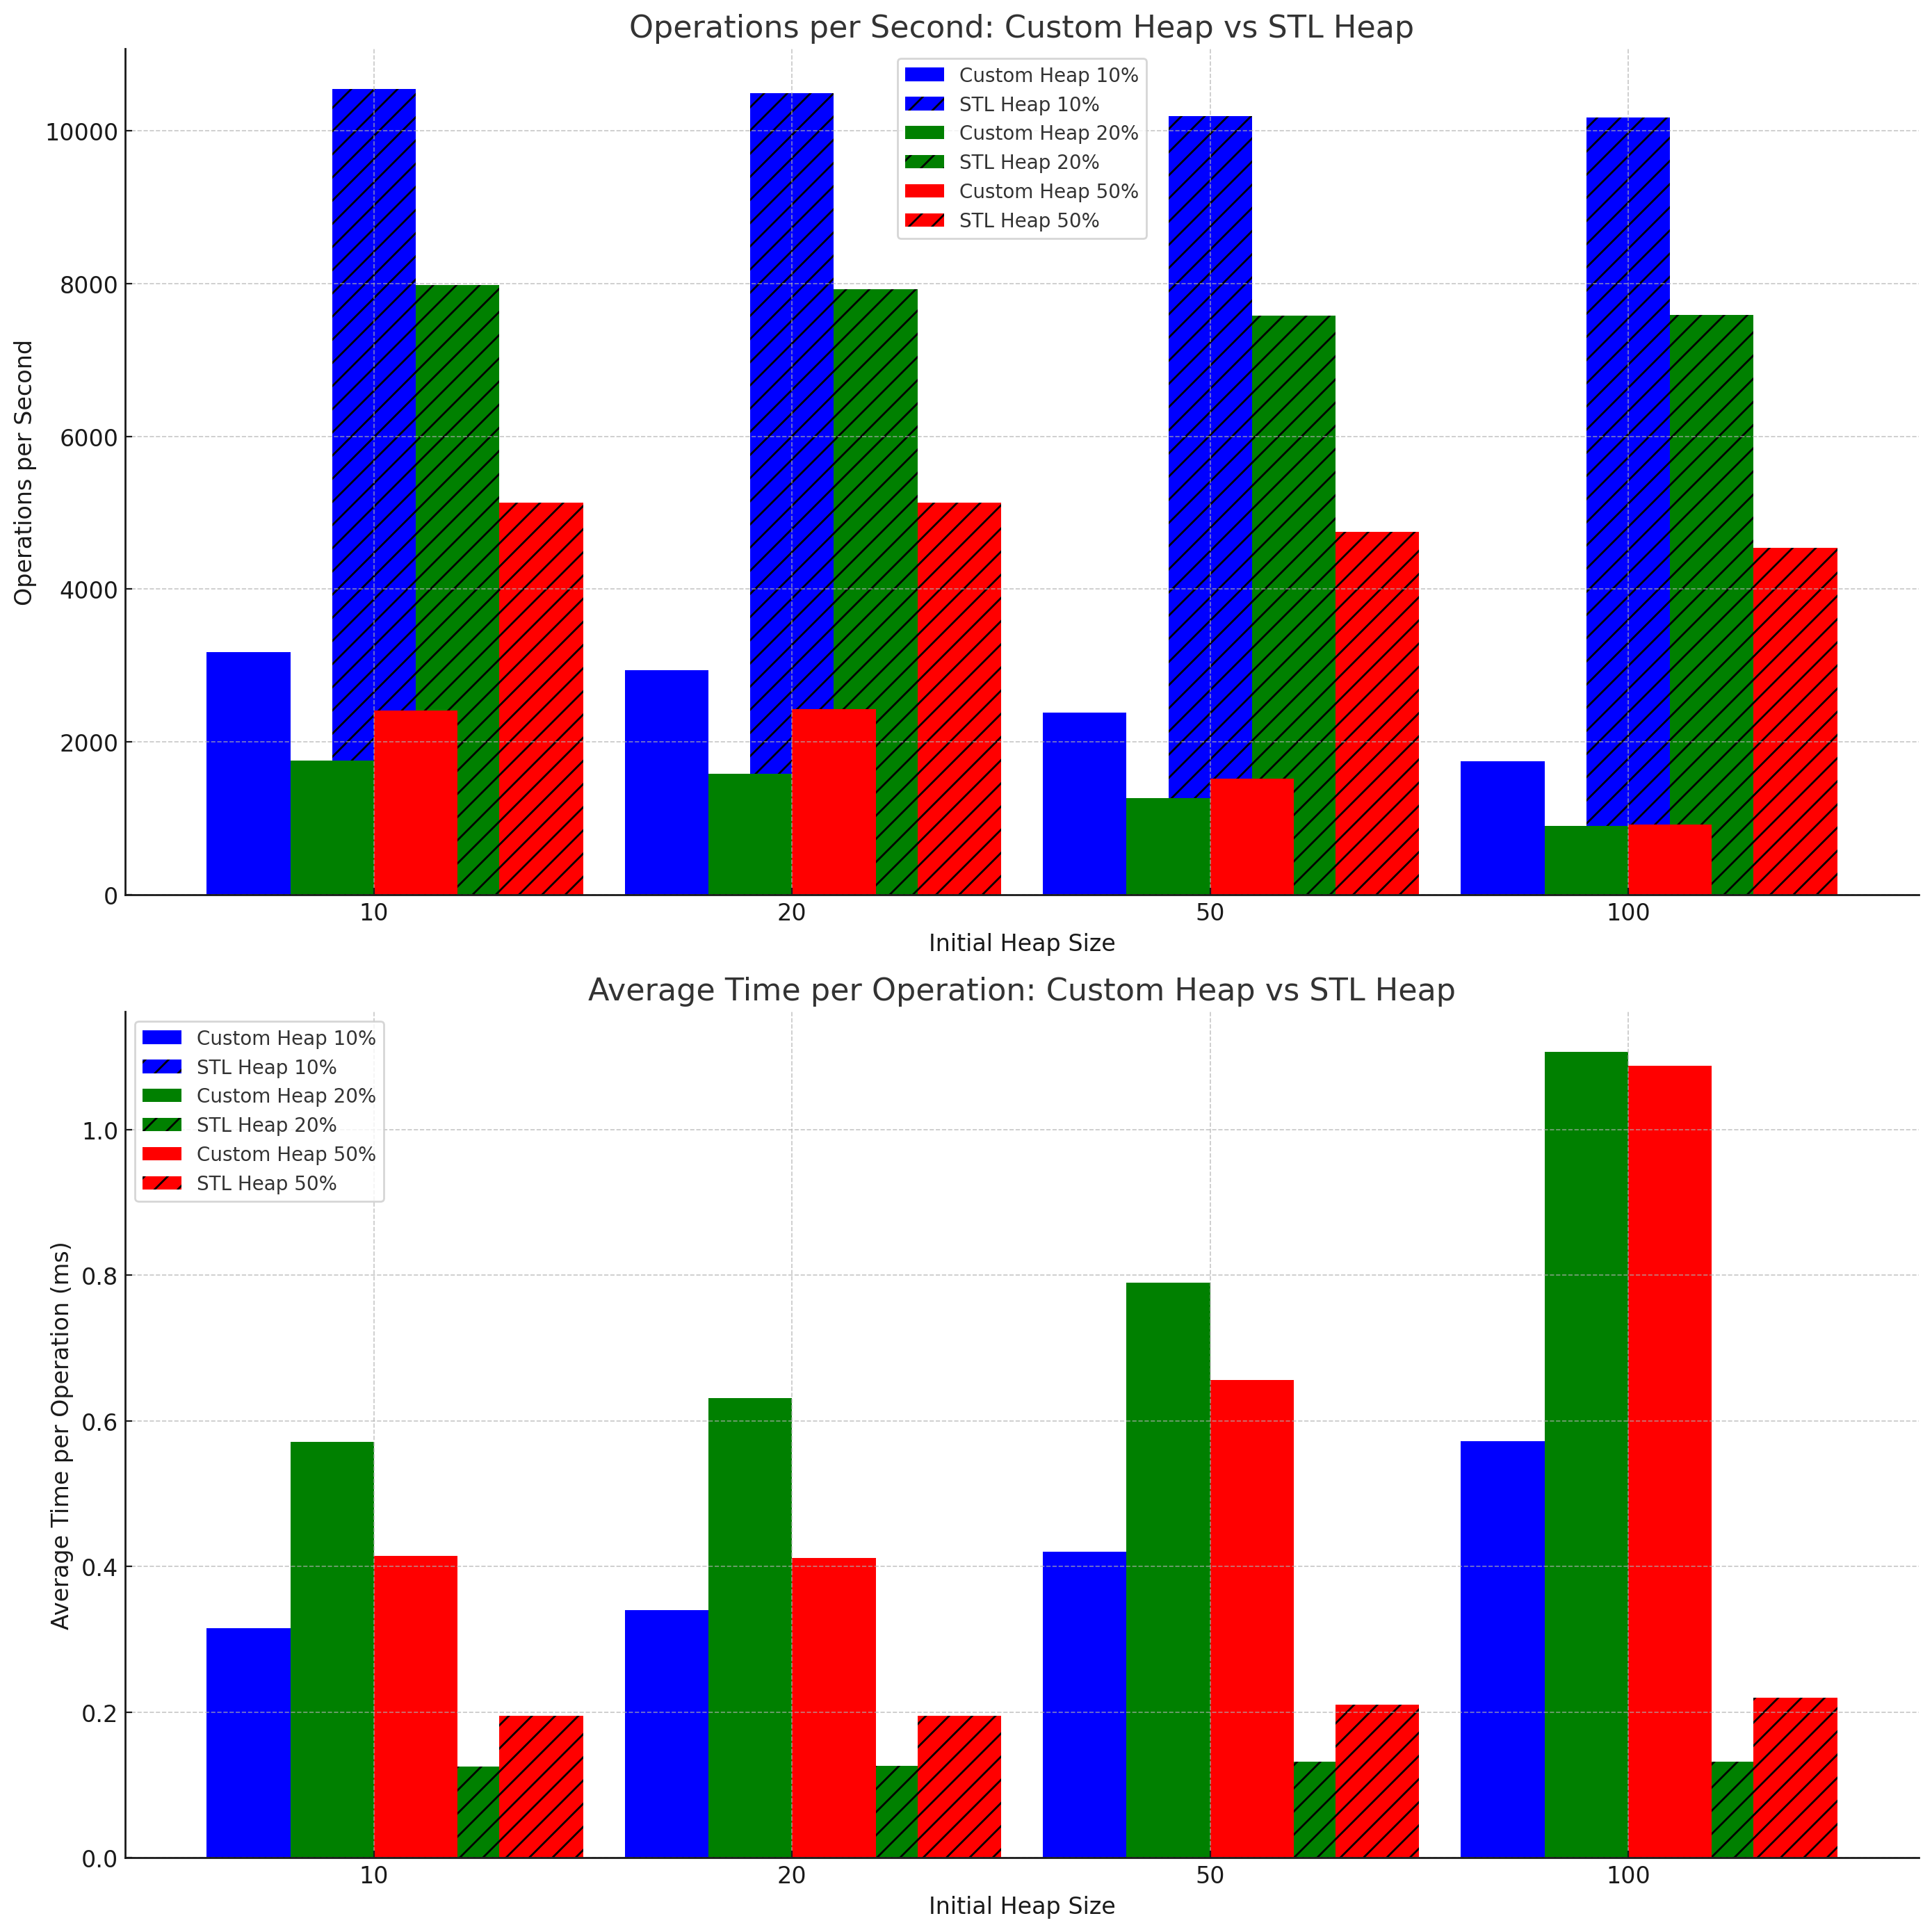 Operations per Second: Custom Heap vs STL Heap
Custom Heap 10%
STL Heap 10%
Custom Heap 20%
STL Heap 20%
Custom Heap 50%
STL Heap 50%
10000
8000
6000
4000
2000
0
Operations per Second
10 20 50 100
Initial Heap Size
Average Time per Operation: Custom Heap vs STL Heap
Custom Heap 10%
STL Heap 10%
Custom Heap 20%
STL Heap 20%
Custom Heap 50%
STL Heap 50%
1.0
0.8
0.6
0.4
0.2
0.0
Average Time per Operation (ms)
10 20 50 100
Initial Heap Size